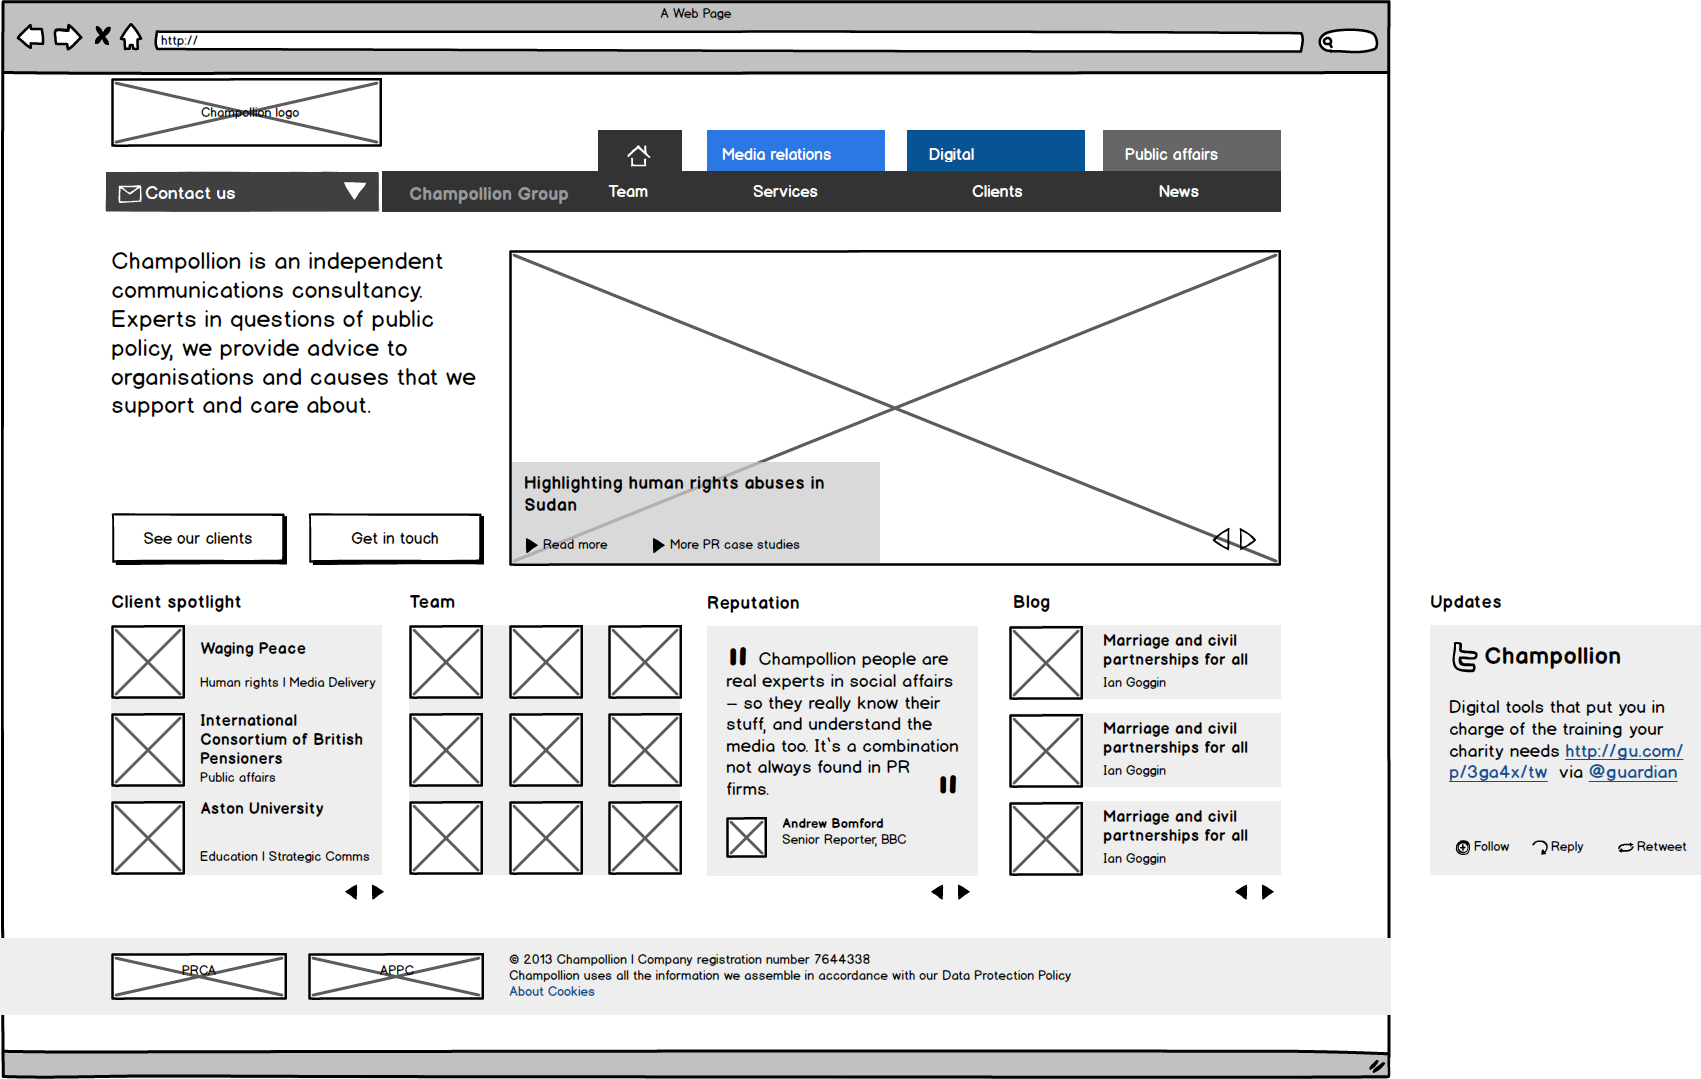 A Web Page
http://
Champollion logo
Media relations
Digital
Public affairs
Contact us
Champollion Group
Team
Services
Clients
News
Champollion is an independent
communications consultancy.
Experts in questions of public
policy, we provide advice to
organisations and causes that we
support and care about.
See our clients
Get in touch
Highlighting human rights abuses in
Sudan
Read more
More PR case studies
Client spotlight
Waging Peace
Human rights | Media Delivery
International
Consortium of British
Pensioners
Public affairs
Aston University
Education | Strategic Comms
Team
Reputation
" Champollion people are
real experts in social affairs
– so they really know their
stuff, and understand the
media too. It`s a combination
not always found in PR
firms. "
Andrew Bomford
Senior Reporter, BBC
Blog
Marriage and civil
partnerships for all
Ian Goggin
Marriage and civil
partnerships for all
Ian Goggin
Marriage and civil
partnerships for all
Ian Goggin
Updates
Champollion
Digital tools that put you in
charge of the training your
charity needs http://gu.com/
p/3ga4x/tw via @guardian
Follow
Reply
Retweet
PRCA
APPC
© 2013 Champollion | Company registration number 7644338
Champollion uses all the information we assemble in accordance with our Data Protection Policy
About Cookies